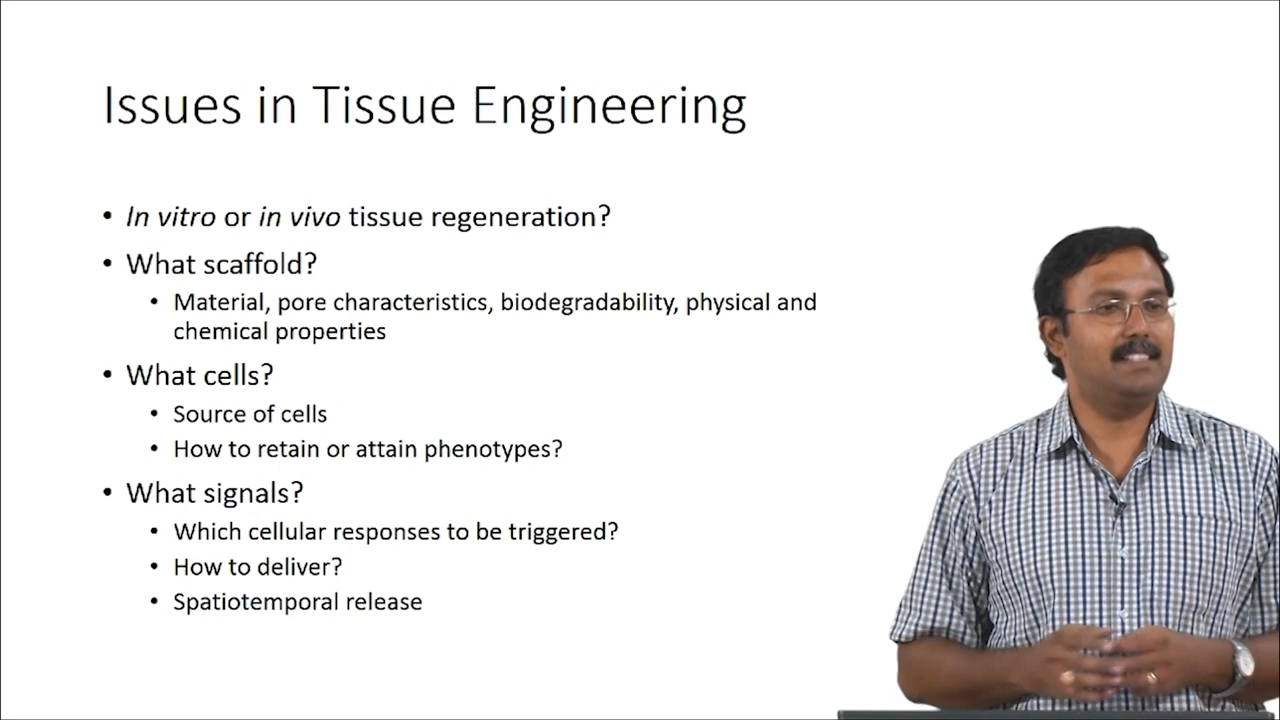 Issues in Tissue Engineering
• In vitro or in vivo tissue regeneration?
• What scaffold?
• Material, pore characteristics, biodegradability, physical and
chemical properties
• What cells?
• Source of cells
• How to retain or attain phenotypes?
• What signals?
• Which cellular responses to be triggered?
• How to deliver?
• Spatiotemporal release